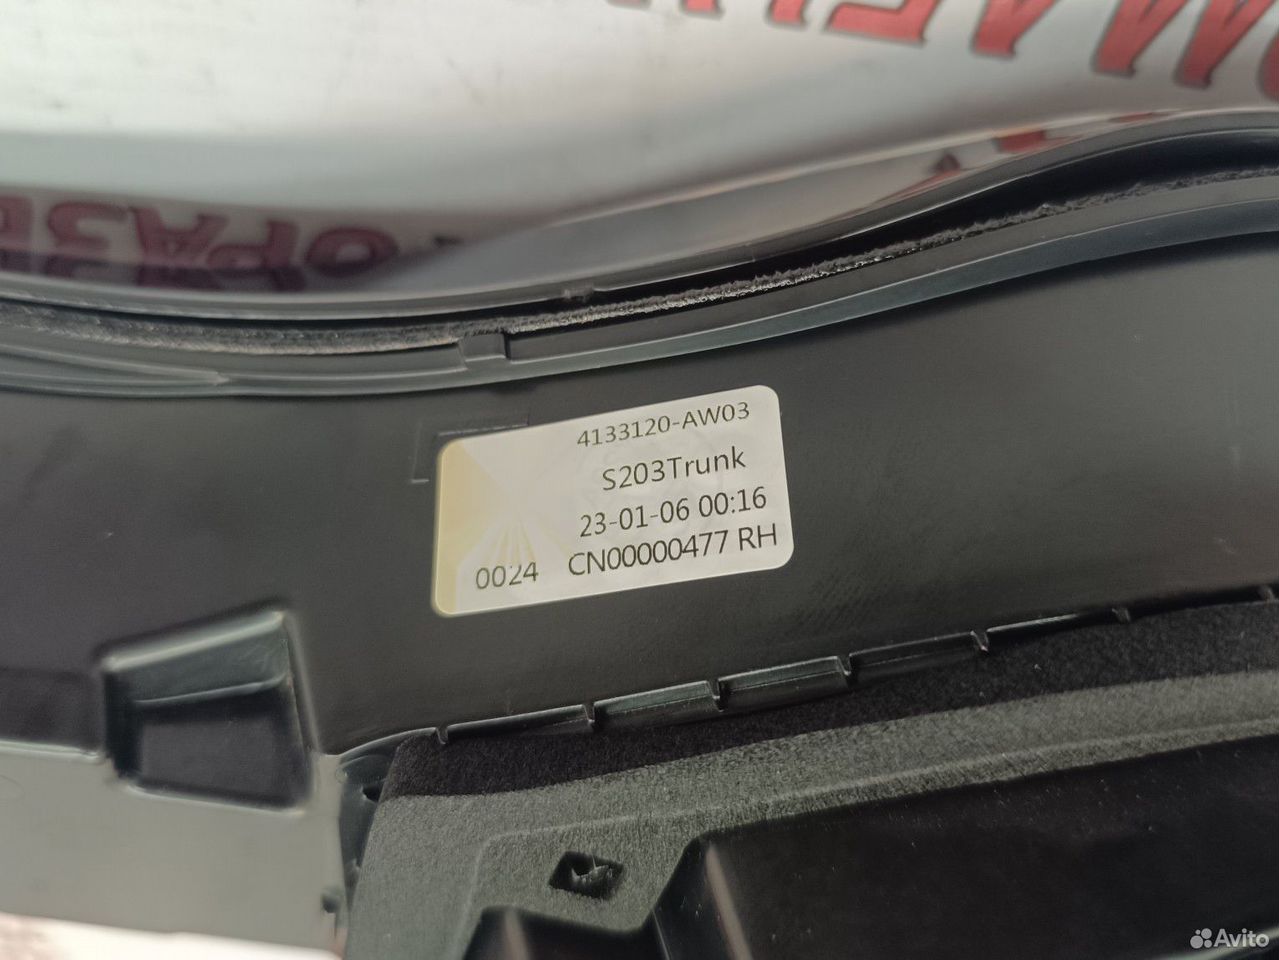 4133120-AW03
S203Trunk
23-01-06 00:16
0024 CN00000477 RH
Avito